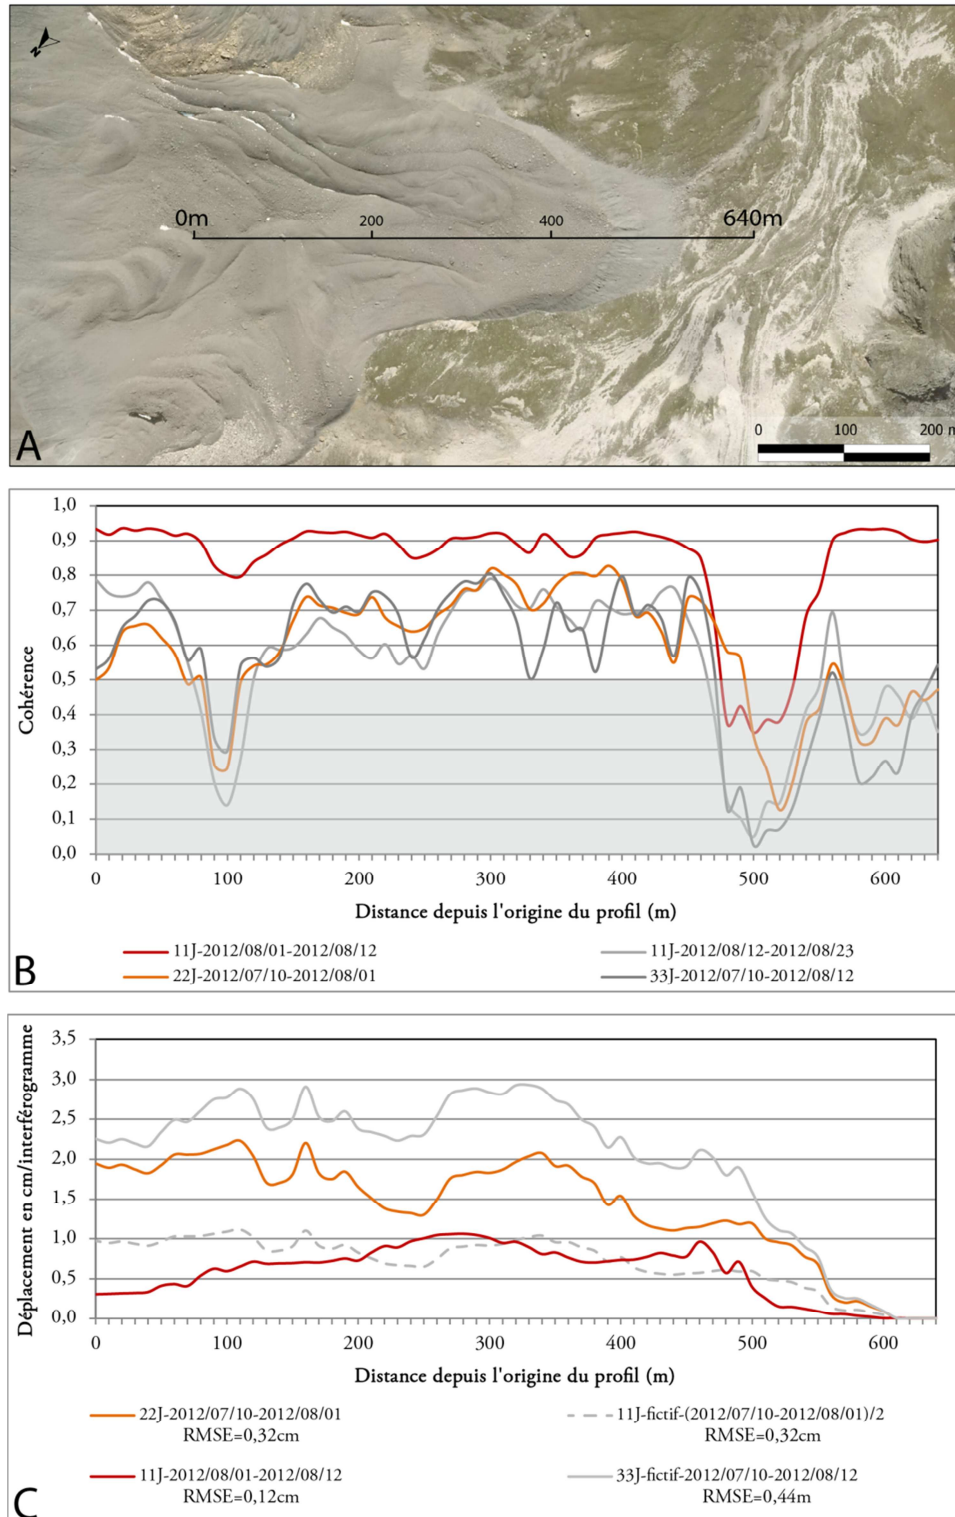 N
0m
200
400
640m
0
100
200 m
A
1,0
0,9
0,8
0,7
0,6
0,5
0,4
0,3
0,2
0,1
0,0
Cohérence
0
100
200
300
400
500
600
Distance depuis l'origine du profil (m)
11J-2012/08/01-2012/08/12
11J-2012/08/12-2012/08/23
22J-2012/07/10-2012/08/01
33J-2012/07/10-2012/08/12
B
3,5
3,0
2,5
2,0
1,5
1,0
0,5
0,0
Déplacement en cm/interférogramme
0
100
200
300
400
500
600
Distance depuis l'origine du profil (m)
22J-2012/07/10-2012/08/01
RMSE=0,32cm
11J-fictif-(2012/07/10-2012/08/01)/2
RMSE=0,32cm
11J-2012/08/01-2012/08/12
RMSE=0,12cm
33J-fictif-2012/07/10-2012/08/12
RMSE=0,44m
C